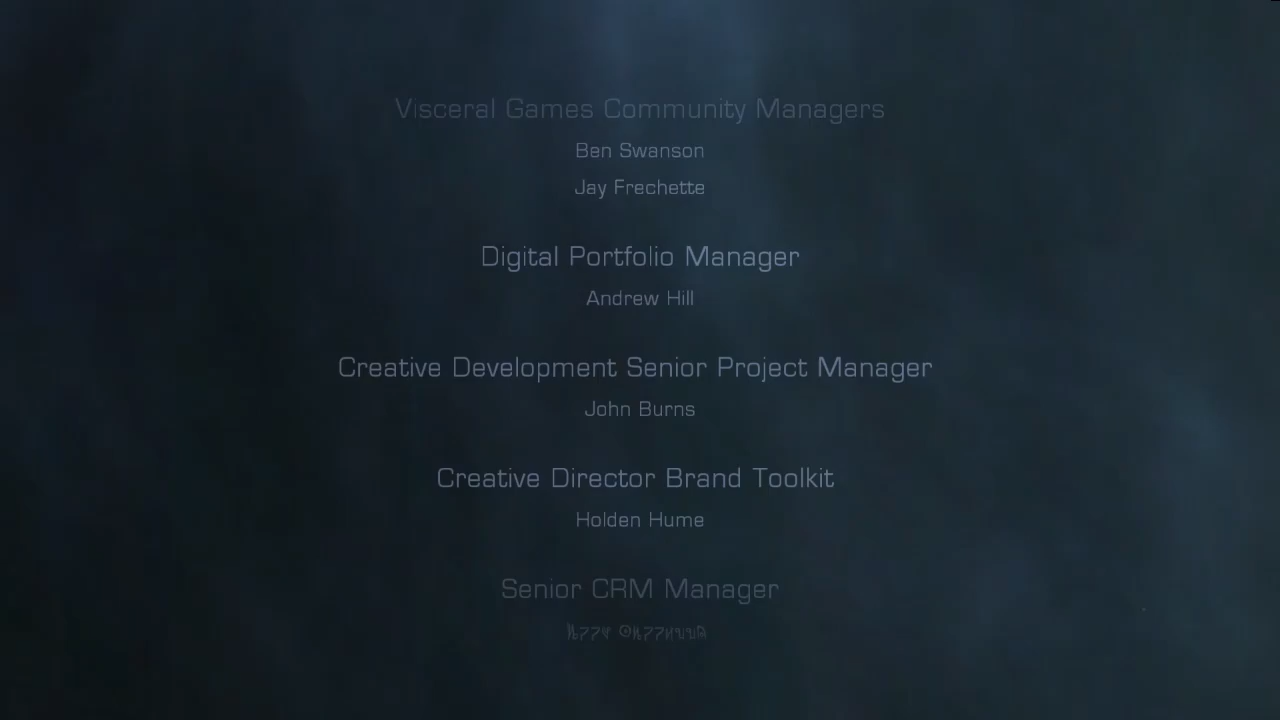 Visceral Games Community Managers
Ben Swanson
Jay Frechette
Digital Portfolio Manager
Andrew Hill
Creative Development Senior Project Manager
John Burns
Creative Director Brand Toolkit
Holden Hume
Senior CRM Manager